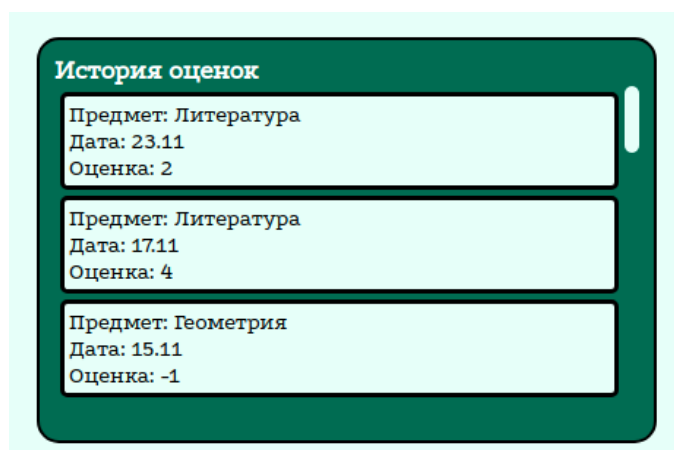 История оценок
Предмет: Литература
Дата: 23.11
Оценка: 2
Предмет: Литература
Дата: 17.11
Оценка: 4
Предмет: Геометрия
Дата: 15.11
Оценка: -1